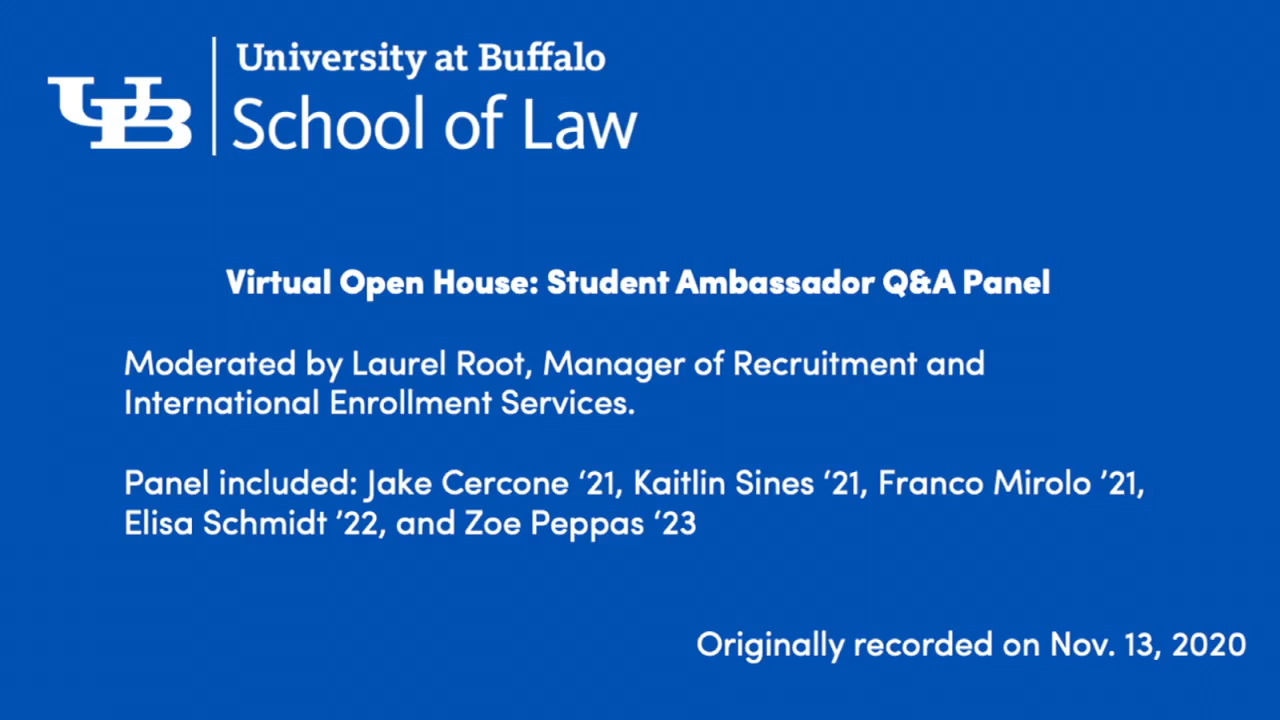 UB
University at Buffalo
School of Law
Virtual Open House: Student Ambassador Q&A Panel
Moderated by Laurel Root, Manager of Recruitment and
International Enrollment Services.
Panel included: Jake Cercone ‘21, Kaitlin Sines ‘21, Franco Mirolo ’21,
Elisa Schmidt ’22, and Zoe Peppas ‘23
Originally recorded on Nov. 13, 2020